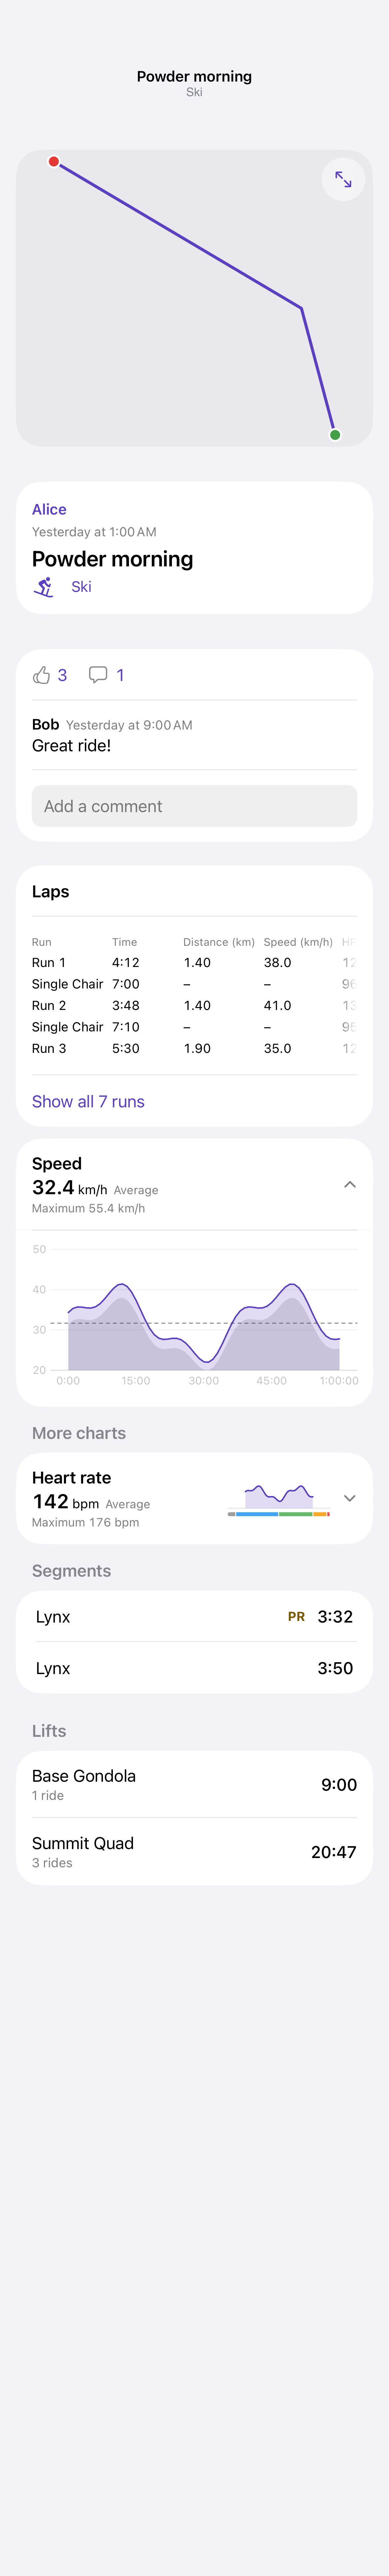 Powder morning
Ski
Alice
Yesterday at 1:00 AM
Powder morning
Ski
3 1
Bob Yesterday at 9:00 AM
Great ride!
Add a comment
Laps
Run Time Distance (km) Speed (km/h) HR
Run 1 4:12 1.40 38.0 12
Single Chair 7:00 – – 96
Run 2 3:48 1.40 41.0 13
Single Chair 7:10 – – 95
Run 3 5:30 1.90 35.0 12
Show all 7 runs
Speed
32.4 km/h Average
Maximum 55.4 km/h
50
40
30
20
0:00 15:00 30:00 45:00 1:00:00
More charts
Heart rate
142 bpm Average
Maximum 176 bpm
Segments
Lynx PR 3:32
Lynx 3:50
Lifts
Base Gondola 9:00
1 ride
Summit Quad 20:47
3 rides